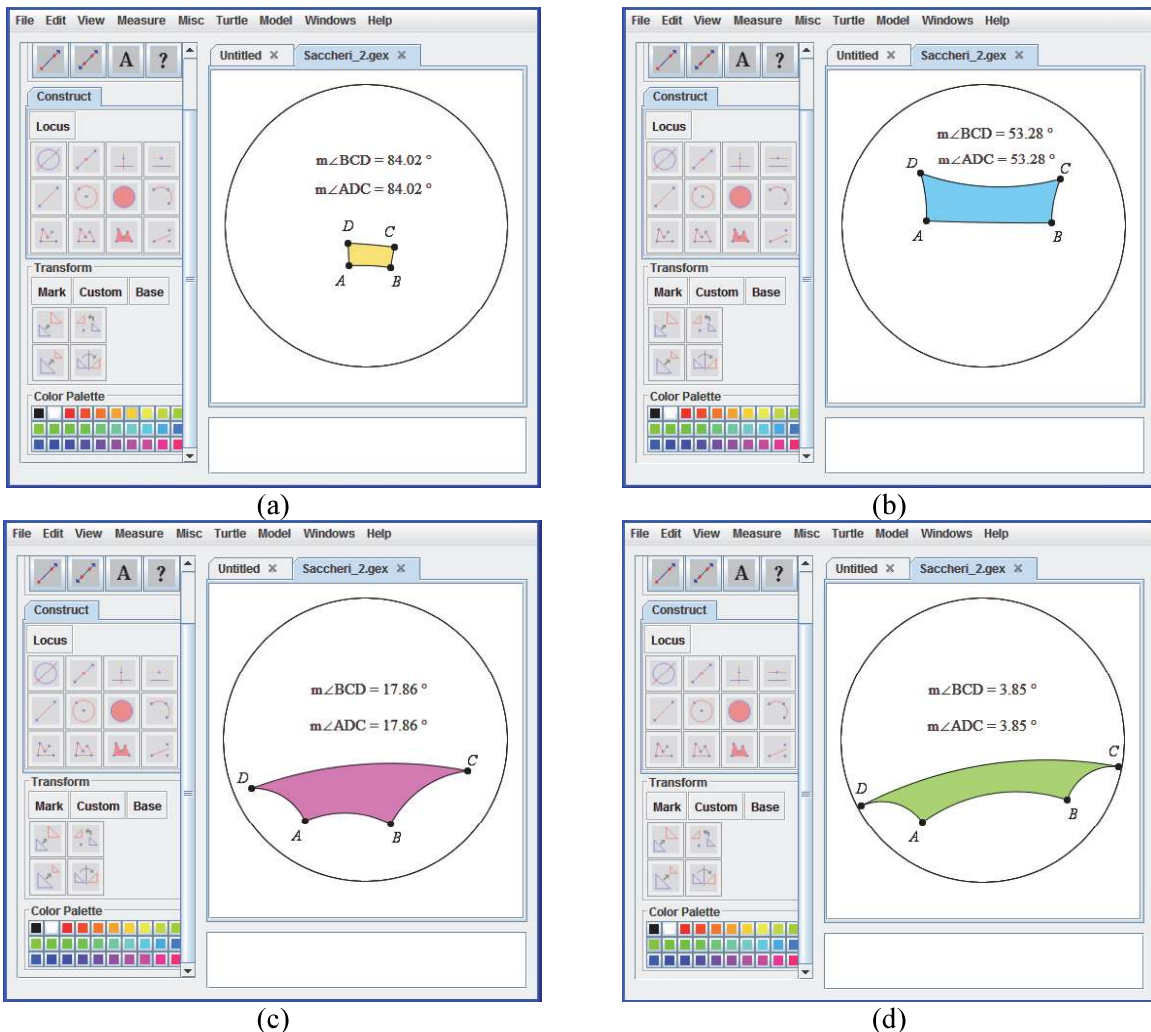 File Edit View Measure Misc Turtle Model Windows Help
Untitled Saccheri_2.gex
A ?
Construct
Locus
m∠BCD = 84.02 °
m∠ADC = 84.02 °
D C
A B
Transform
Mark Custom Base
Color Palette
(a)
File Edit View Measure Misc Turtle Model Windows Help
Untitled Saccheri_2.gex
A ?
Construct
Locus
m∠BCD = 53.28 °
m∠ADC = 53.28 °
D C
A B
Transform
Mark Custom Base
Color Palette
(b)
File Edit View Measure Misc Turtle Model Windows Help
Untitled Saccheri_2.gex
A ?
Construct
Locus
m∠BCD = 17.86 °
m∠ADC = 17.86 °
D C
A B
Transform
Mark Custom Base
Color Palette
(c)
File Edit View Measure Misc Turtle Model Windows Help
Untitled Saccheri_2.gex
A ?
Construct
Locus
m∠BCD = 3.85 °
m∠ADC = 3.85 °
C
D
B
A
Transform
Mark Custom Base
Color Palette
(d)